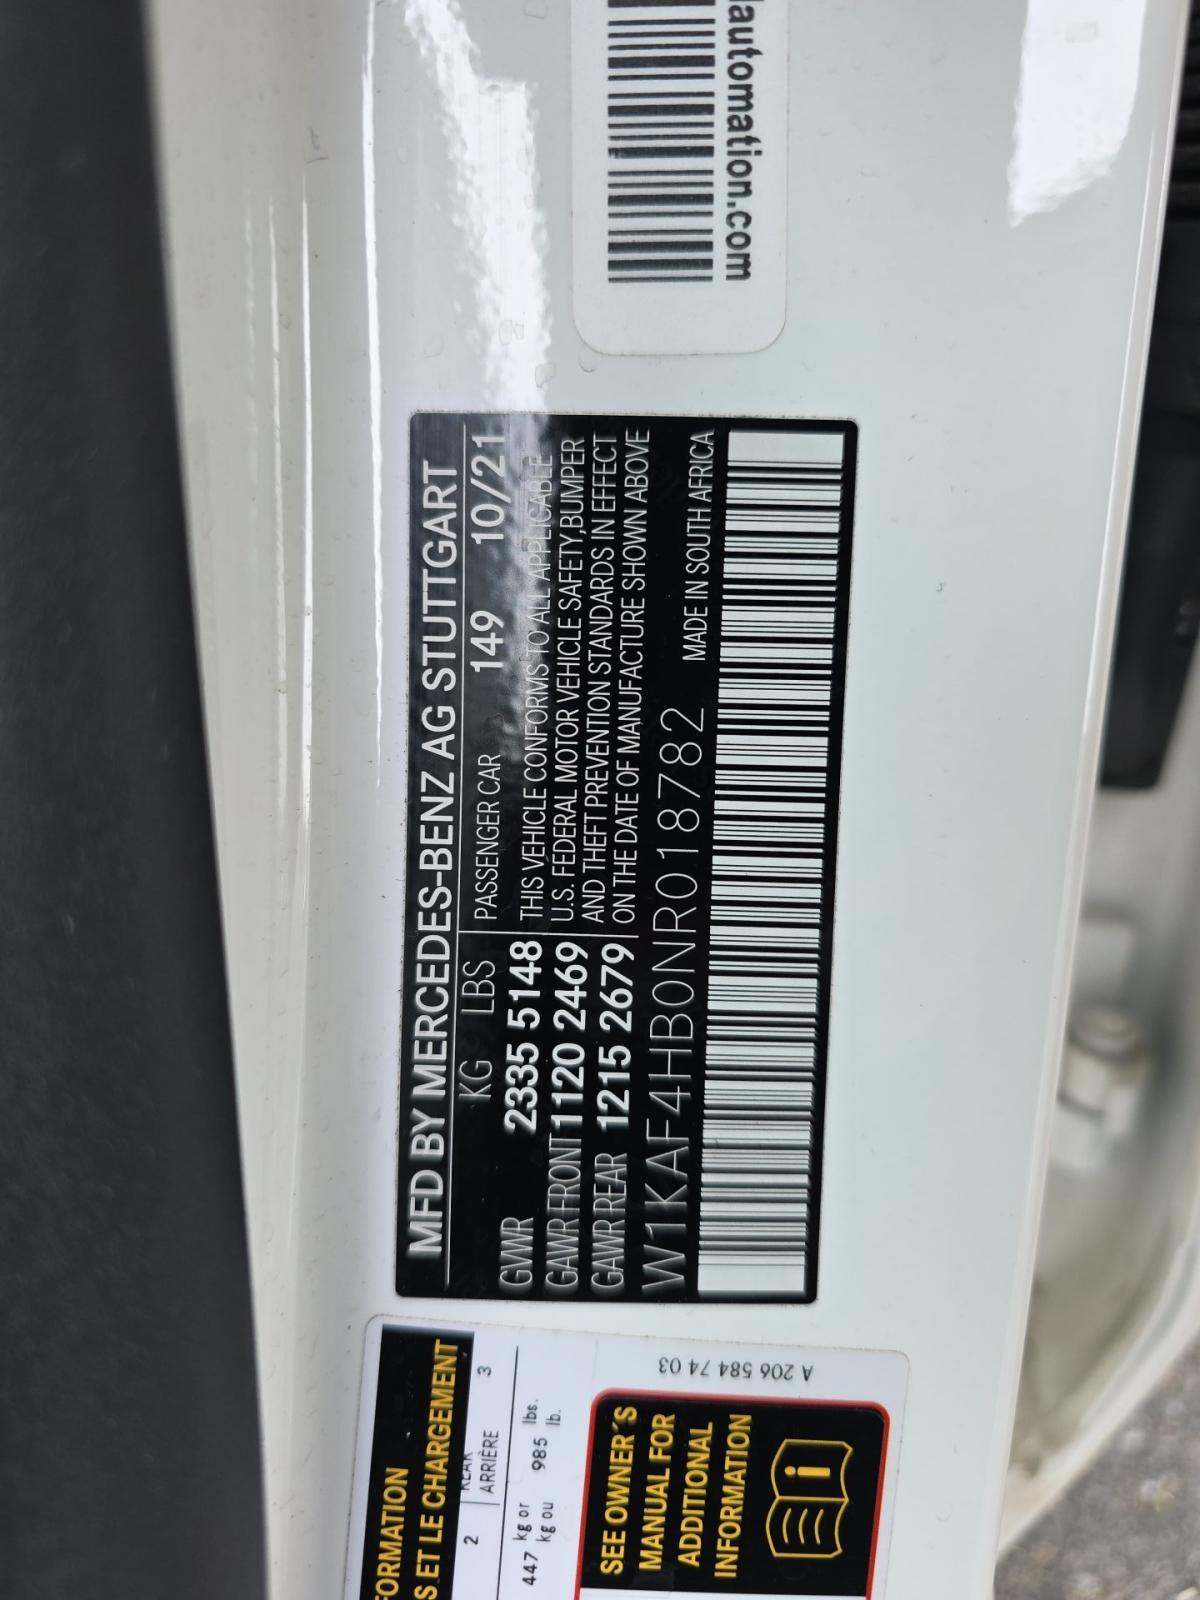 MFD BY MERCEDES-BENZ AG STUTTGART
KG LBS
PASSENGER CAR 149 10/21
GVWR 2335 5148
GAWR FRONT 1120 2469
GAWR REAR 1215 2679
THIS VEHICLE CONFORMS TO ALL APPLICABLE
U.S. FEDERAL MOTOR VEHICLE SAFETY,BUMPER
AND THEFT PREVENTION STANDARDS IN EFFECT
ON THE DATE OF MANUFACTURE SHOWN ABOVE
W1KAF4HB0NR018782 MADE IN SOUTH AFRICA
automation.com
ORMATION
S ET LE CHARGEMENT
2 REAR
ARRIÈRE 3
447 kg or
kg ou
985 lbs.
lb.
A 206 584 74 03
SEE OWNER'S
MANUAL FOR
ADDITIONAL
INFORMATION